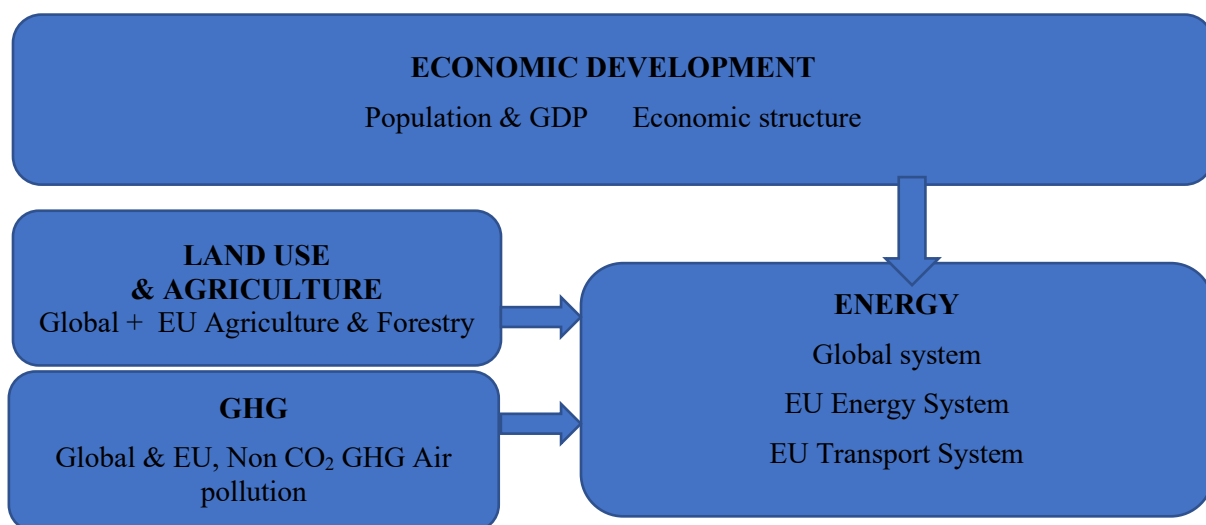 ECONOMIC DEVELOPMENT
Population & GDP Economic structure
LAND USE
& AGRICULTURE
Global + EU Agriculture & Forestry
GHG
Global & EU, Non CO₂ GHG Air
pollution
ENERGY
Global system
EU Energy System
EU Transport System